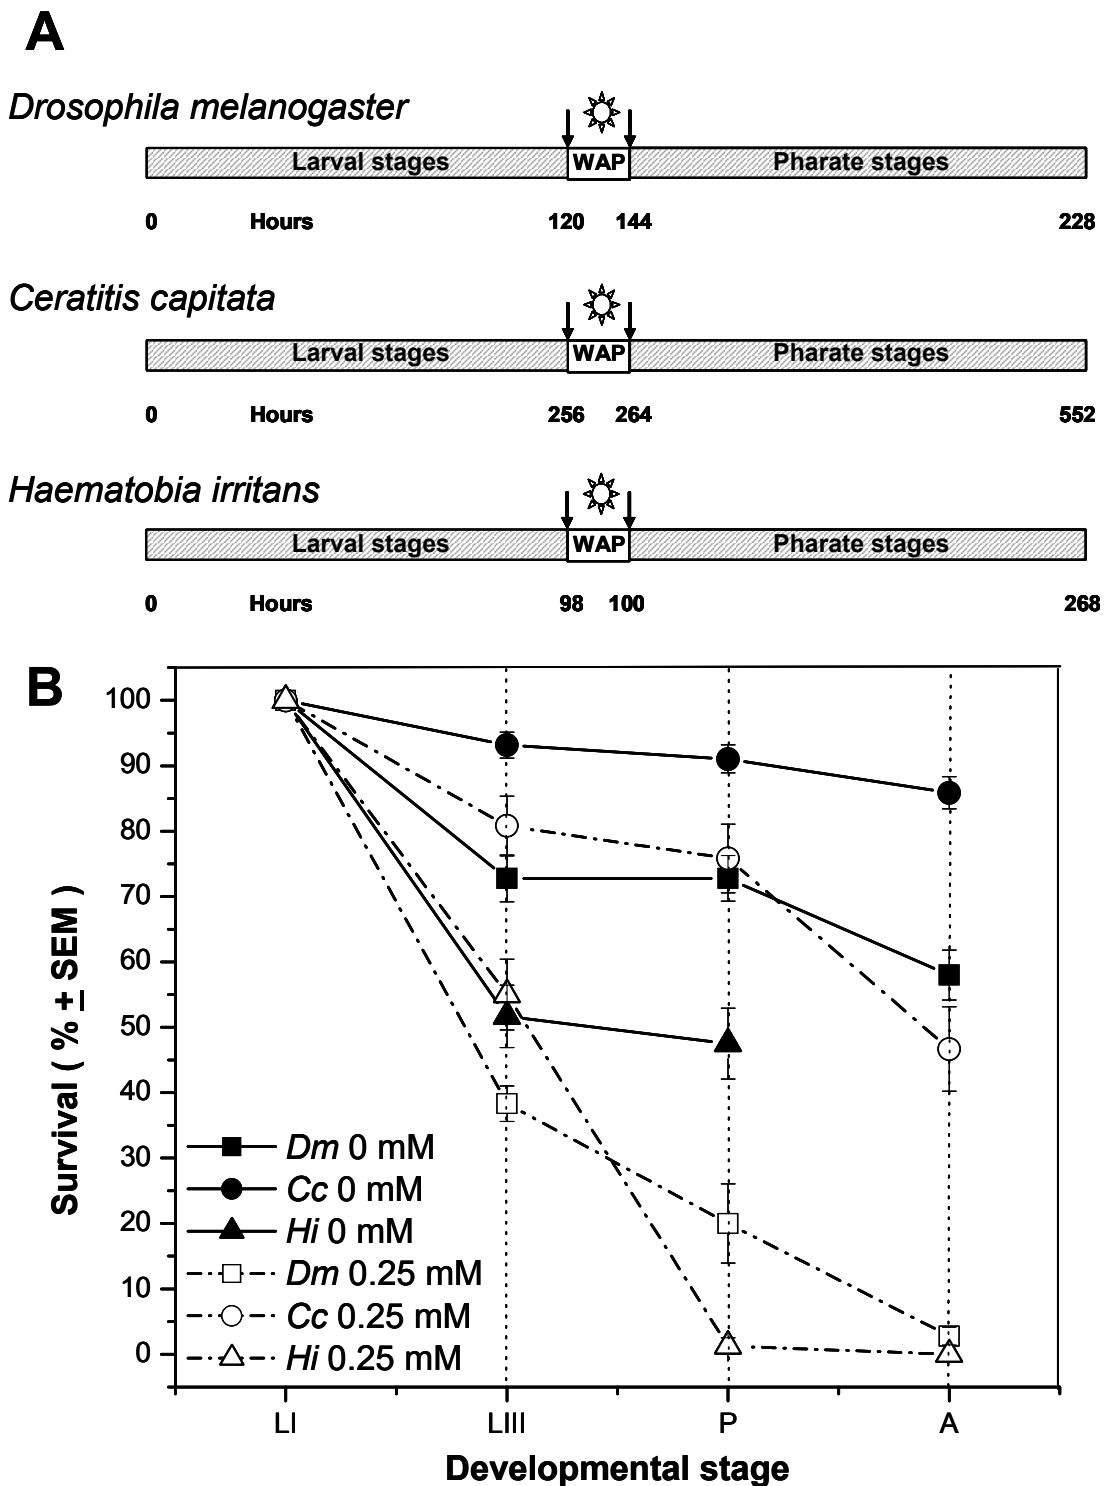 A
Drosophila melanogaster
Larval stages WAP Pharate stages
0 Hours 120 144 228
Ceratitis capitata
Larval stages WAP Pharate stages
0 Hours 256 264 552
Haematobia irritans
Larval stages WAP Pharate stages
0 Hours 98 100 268
B
Survival ( % ± SEM )
100
90
80
70
60
50
40
30
20
10
0
Dm 0 mM
Cc 0 mM
Hi 0 mM
Dm 0.25 mM
Cc 0.25 mM
Hi 0.25 mM
LI LIII P A
Developmental stage